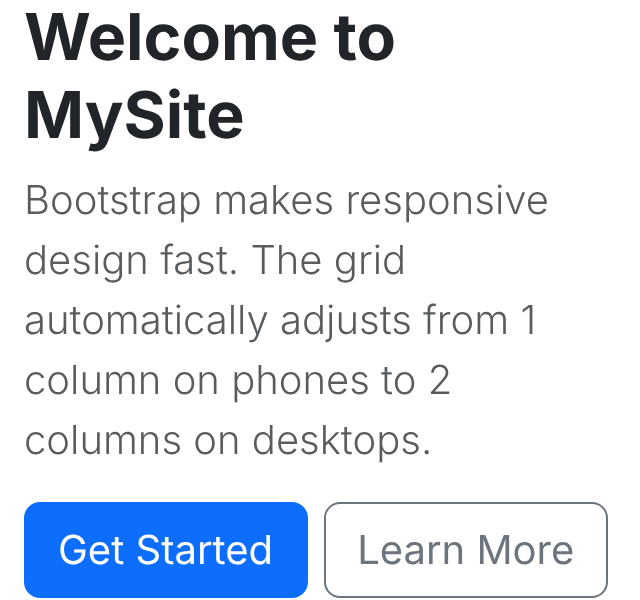 Welcome to
MySite
Bootstrap makes responsive
design fast. The grid
automatically adjusts from 1
column on phones to 2
columns on desktops.
Get Started
Learn More